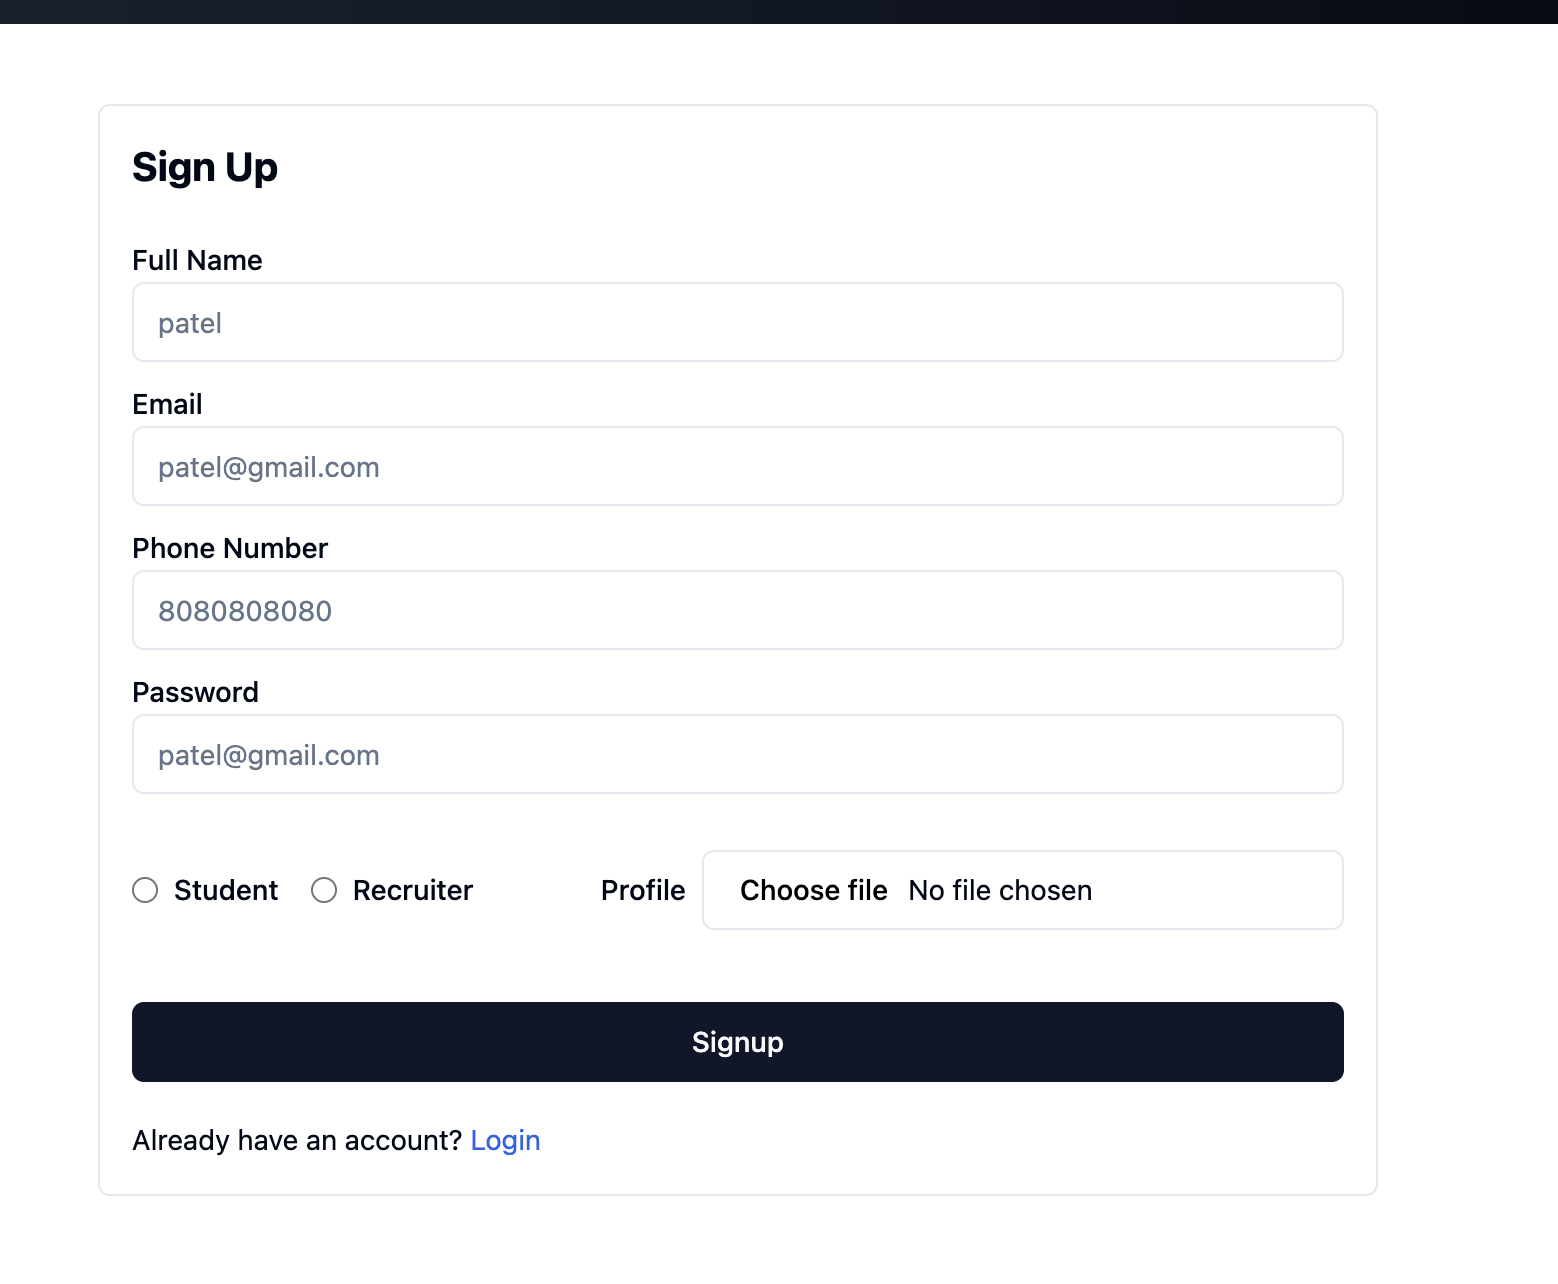 Sign Up
Full Name
patel
Email
patel@gmail.com
Phone Number
8080808080
Password
patel@gmail.com
Student Recruiter Profile Choose file No file chosen
Signup
Already have an account? Login